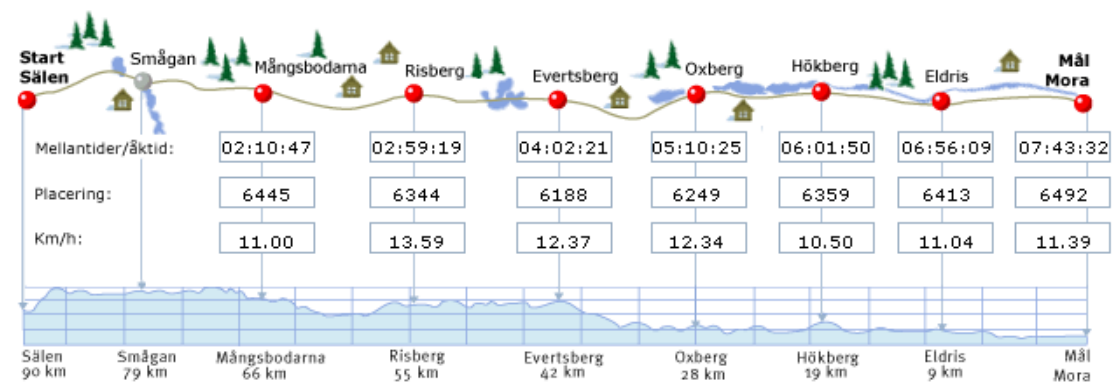 Start
Sälen
Smågan
Mångsbodarna
Risberg
Evertsberg
Oxberg
Hökberg
Eldris
Mål
Mora
Mellantider/åktid: 02:10:47 02:59:19 04:02:21 05:10:25 06:01:50 06:56:09 07:43:32
Placering: 6445 6344 6188 6249 6359 6413 6492
Km/h: 11.00 13.59 12.37 12.34 10.50 11.04 11.39
Sälen Smågan Mångsbodarna Risberg Evertsberg Oxberg Hökberg Eldris Mål
90 km 79 km 66 km 55 km 42 km 28 km 19 km 9 km Mora